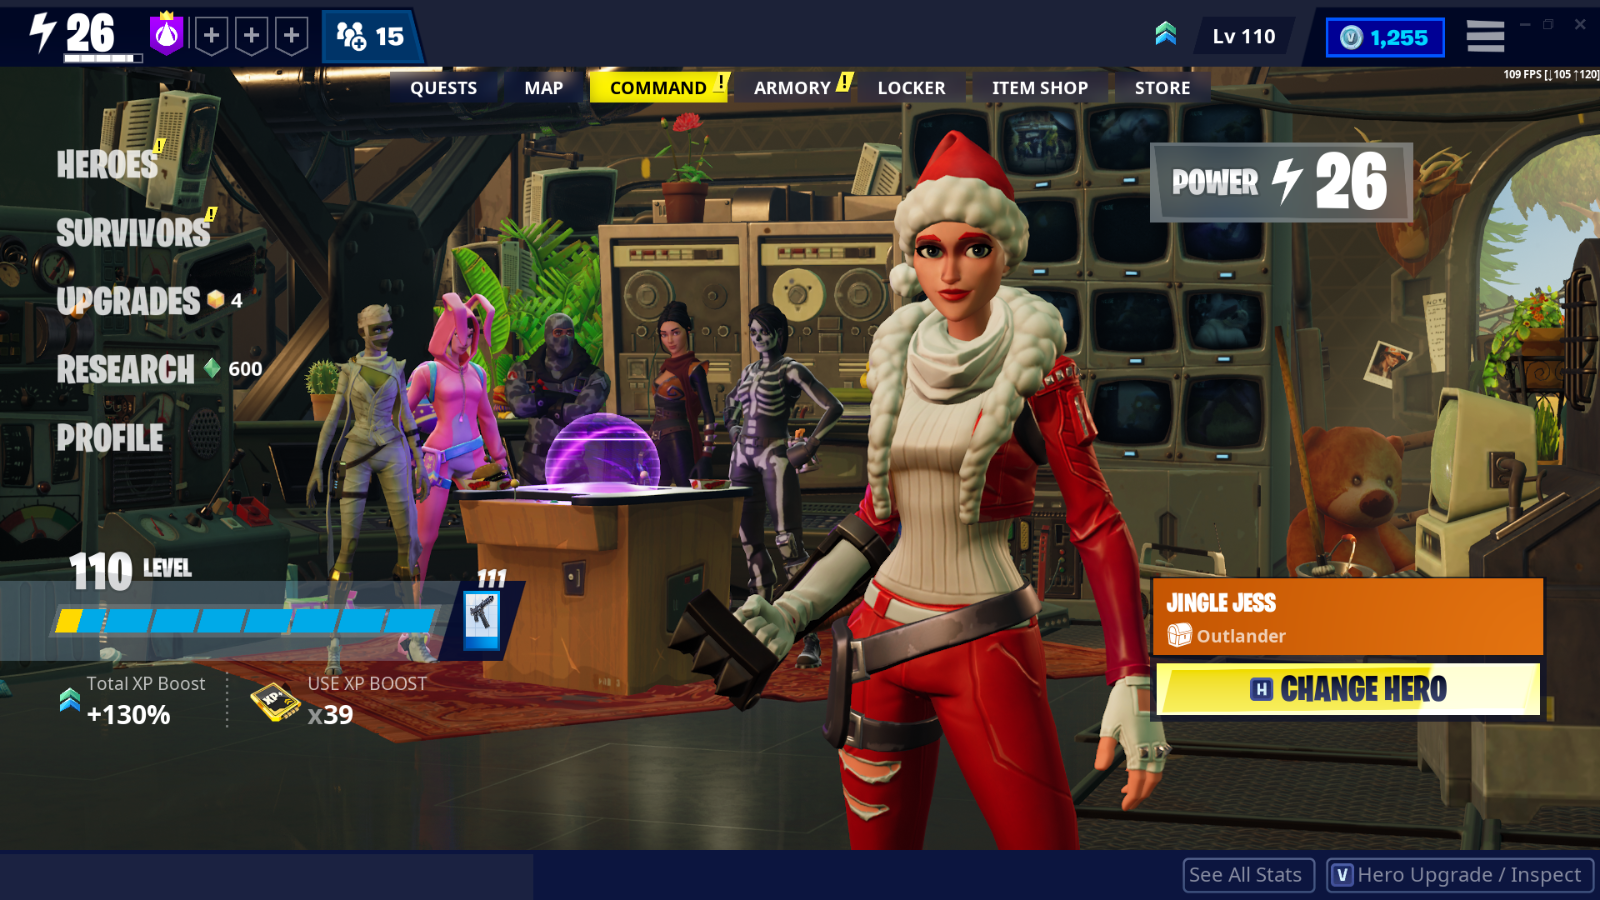 26
15
Lv 110
1,255
109 FPS [↓105 ↑120]
QUESTS
MAP
COMMAND !
ARMORY !
LOCKER
ITEM SHOP
STORE
HEROES !
SURVIVORS !
UPGRADES 4
RESEARCH 600
PROFILE
POWER 26
110 LEVEL
111
Total XP Boost
+130%
XP+
USE XP BOOST
x39
JINGLE JESS
Outlander
H CHANGE HERO
See All Stats
V Hero Upgrade / Inspect